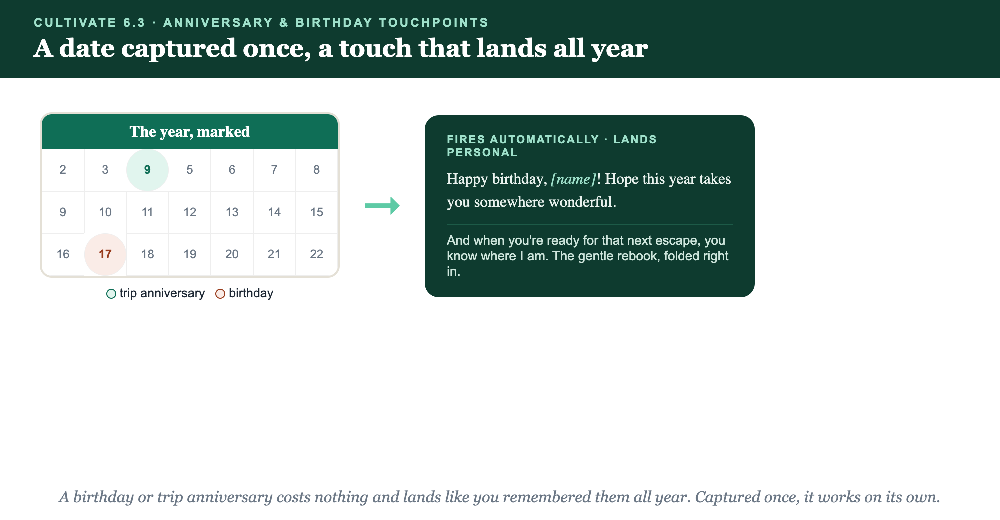 CULTIVATE 6.3 · ANNIVERSARY & BIRTHDAY TOUCHPOINTS
A date captured once, a touch that lands all year
The year, marked
2 3 9 5 6 7 8
9 10 11 12 13 14 15
16 17 18 19 20 21 22
trip anniversary birthday
FIRES AUTOMATICALLY · LANDS
PERSONAL
Happy birthday, [name]! Hope this year takes
you somewhere wonderful.
And when you're ready for that next escape, you
know where I am. The gentle rebook, folded right
in.
A birthday or trip anniversary costs nothing and lands like you remembered them all year. Captured once, it works on its own.